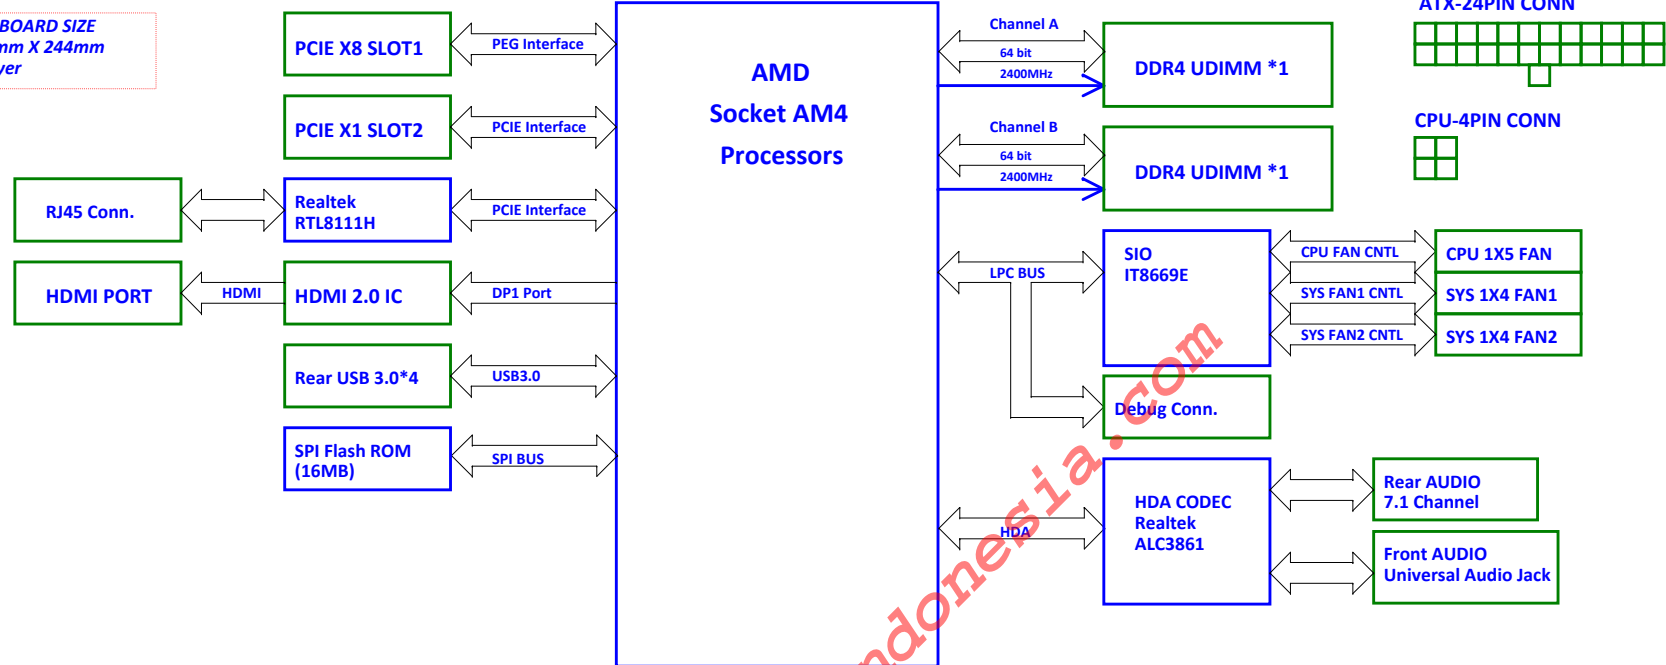 BOARD SIZE
mm X 244mm
PCIE X8 SLOT1
PEG Interface
PCIE X1 SLOT2
PCIE Interface
RJ45 Conn.
Realtek
RTL8111H
PCIE Interface
HDMI PORT
HDMI
HDMI 2.0 IC
DP1 Port
Rear USB 3.0*4
USB3.0
SPI Flash ROM
(16MB)
SPI BUS
AMD
Socket AM4
Processors
Channel A
64 bit
2400MHz
DDR4 UDIMM *1
Channel B
64 bit
2400MHz
DDR4 UDIMM *1
ATX-24PIN CONN
CPU-4PIN CONN
LPC BUS
SIO
IT8669E
CPU FAN CNTL
CPU 1X5 FAN
SYS FAN1 CNTL
SYS 1X4 FAN1
SYS FAN2 CNTL
SYS 1X4 FAN2
Debug Conn.
HDA
HDA CODEC
Realtek
ALC3861
Rear AUDIO
7.1 Channel
Front AUDIO
Universal Audio Jack
ndonesia.com